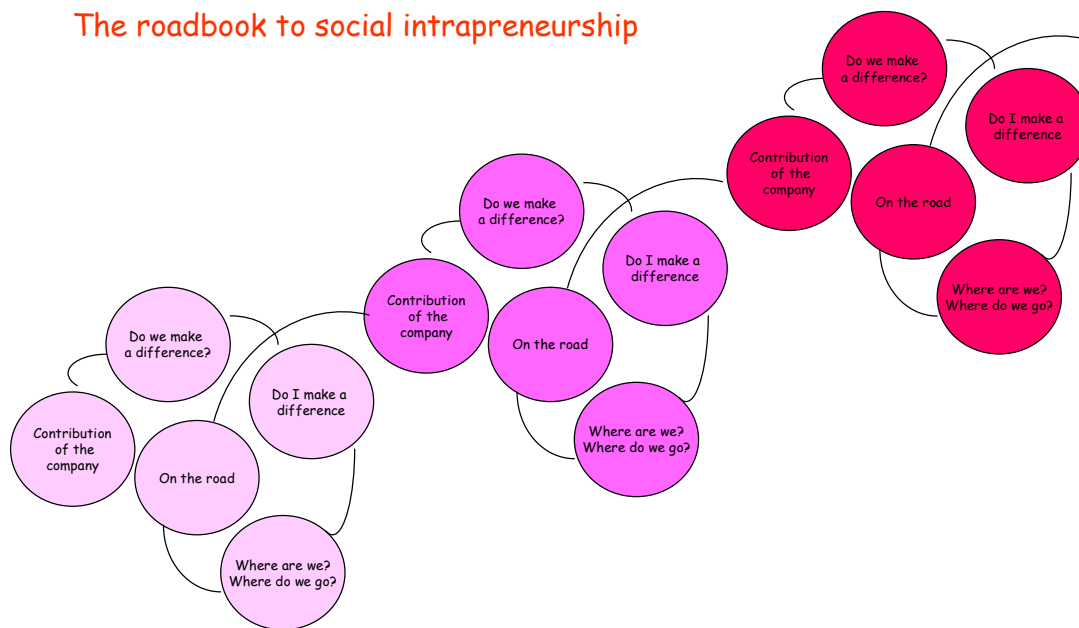 The roadbook to social intrapreneurship
Contribution
of the
company
Do we make
a difference?
Do I make a
difference
Where are we?
Where do we go?
On the road
Contribution
of the
company
Do we make
a difference?
Do I make a
difference
Where are we?
Where do we go?
On the road
Contribution
of the
company
Do we make
a difference?
Do I make a
difference
Where are we?
Where do we go?
On the road